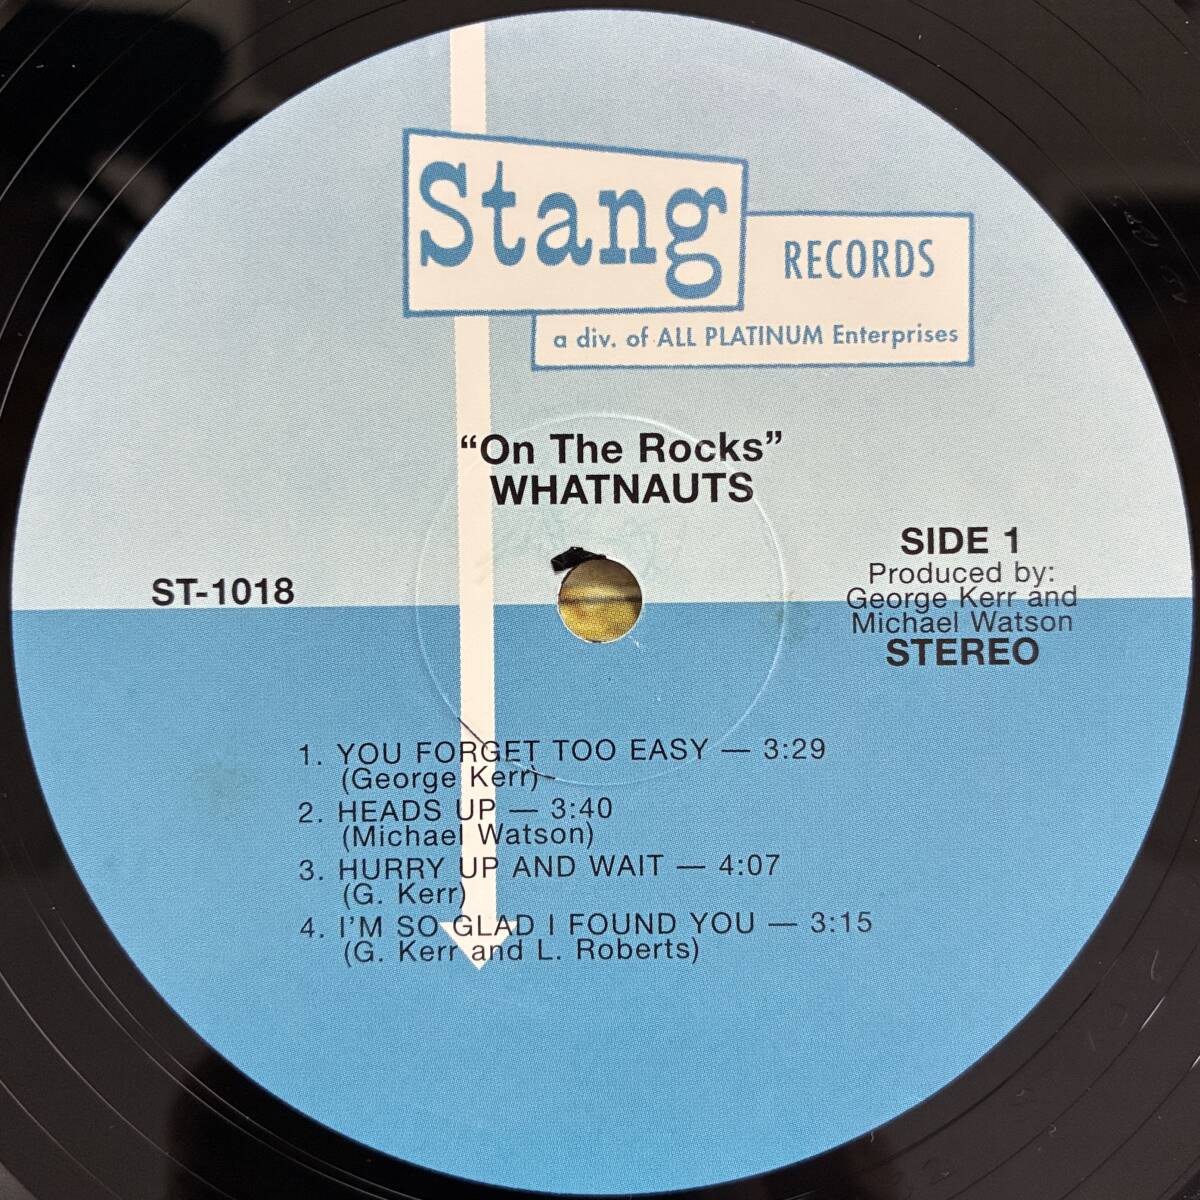 Stang
RECORDS
a div. of ALL PLATINUM Enterprises
“On The Rocks”
WHATNAUTS
SIDE 1
Produced by:
George Kerr and
Michael Watson
STEREO
ST-1018
1. YOU FORGET TOO EASY — 3:29
(George Kerr)
2. HEADS UP — 3:40
(Michael Watson)
3. HURRY UP AND WAIT — 4:07
(G. Kerr)
4. I'M SO GLAD I FOUND YOU — 3:15
(G. Kerr and L. Roberts)